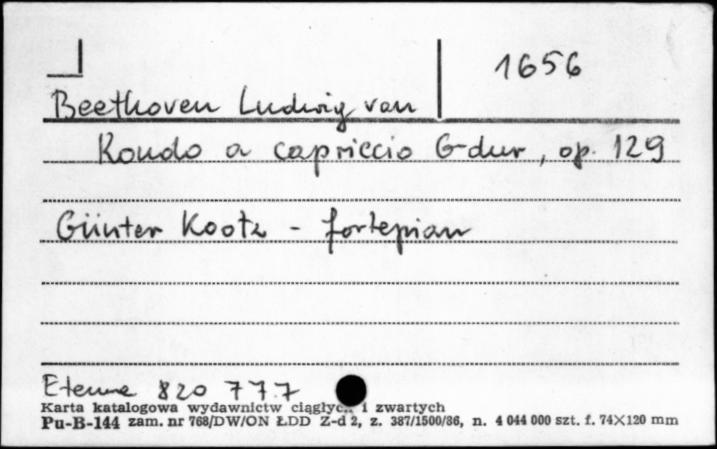 1656
Beethoven Ludwig van
Rondo a capriccio G-dur, op. 129
Günter Kootz - fortepian
Eterna 820 777.7
Karta katalogowa wydawnictw ciągłych i zwartych
Pu-B-144 zam. nr 768/DW/ON ŁDD Z-d 2, z. 387/1500/86, n. 4 044 000 szt. f. 74X120 mm